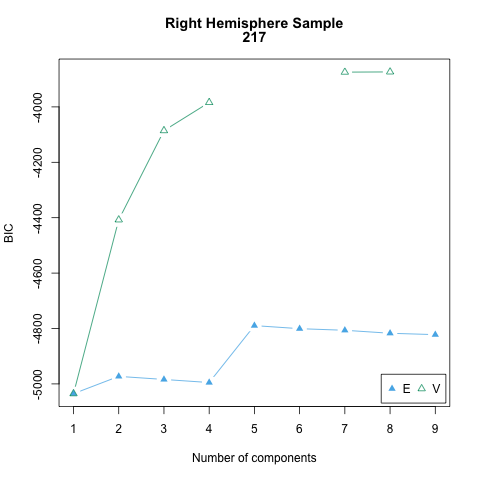 Right Hemisphere Sample
217
BIC
-4000
-4200
-4400
-4600
-4800
-5000
E V
1 2 3 4 5 6 7 8 9
Number of components